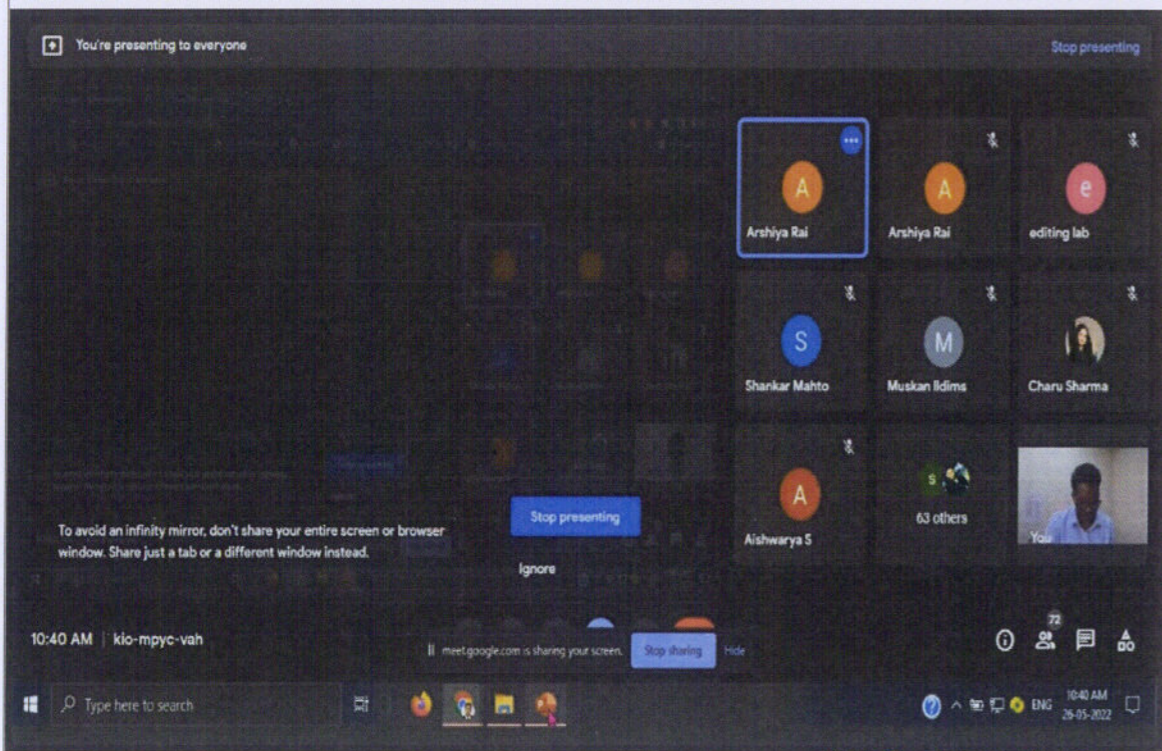 You're presenting to everyone
Stop presenting
A
A
e
Arshiya Rai
Arshiya Rai
editing lab
S
M
Shankar Mahto
Muskan Ildims
Charu Sharma
A
S
63 others
Aishwarya S
You
To avoid an infinity mirror, don't share your entire screen or browser
window. Share just a tab or a different window instead.
Stop presenting
Ignore
10:40 AM | kio-mpyc-vah
72
meet.google.com is sharing your screen.
Stop sharing
Hide
Type here to search
ENG
10:40 AM
26-05-2022